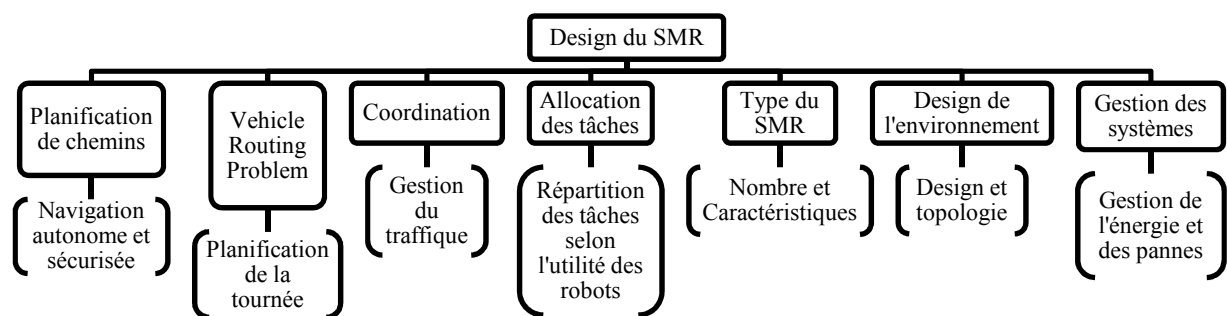 Design du SMR
Planification
de chemins
Navigation
autonome et
sécurisée
Vehicle
Routing
Problem
Planification
de la
tournée
Coordination
Gestion
du
traffique
Allocation
des tâches
Répartition
des tâches
selon
l'utilité des
robots
Type du
SMR
Nombre et
Caractéristiques
Design de
l'environnement
Design et
topologie
Gestion des
systèmes
Gestion de
l'énergie et
des pannes